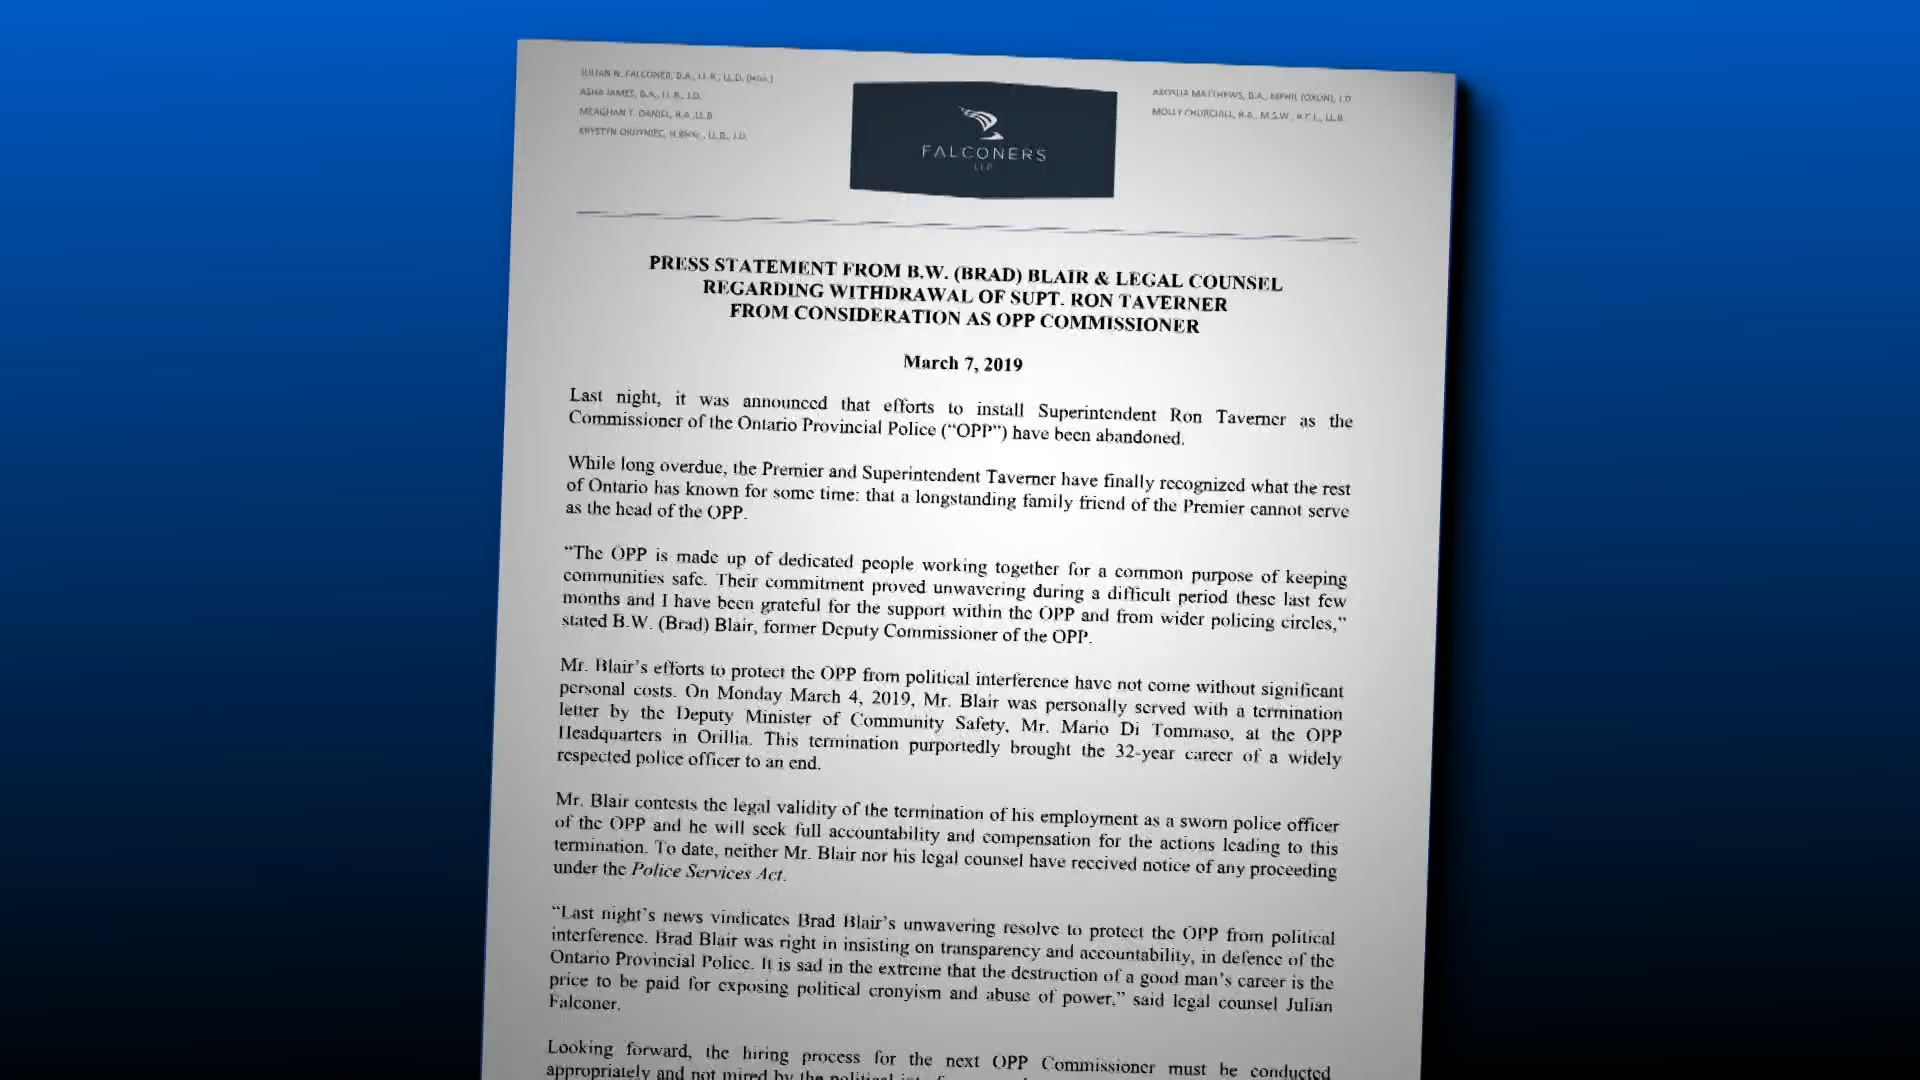 JULIAN N. FALCONER, B.A., LL.B., LL.D. (Hon.)
ASHA JAMES, B.A., LL.B., J.D.
MEAGHAN T. DANIEL, B.A., LL.B.
KRYSTYN ORDYNIEC, LL.B., J.D.
FALCONERS
LLP
MATTHEWS, B.A., MPHIL (OXON), J.D
MOLLY CHURCHILL, B.A., M.S.W., B.C.L., LL.B.
PRESS STATEMENT FROM B.W. (BRAD) BLAIR & LEGAL COUNSEL
REGARDING WITHDRAWAL OF SUPT. RON TAVERNER
FROM CONSIDERATION AS OPP COMMISSIONER
March 7, 2019
Last night, it was announced that efforts to install Superintendent Ron Taverner as the
Commissioner of the Ontario Provincial Police (“OPP”) have been abandoned.
While long overdue, the Premier and Superintendent Taverner have finally recognized what the rest
of Ontario has known for some time: that a longstanding family friend of the Premier cannot serve
as the head of the OPP.
“The OPP is made up of dedicated people working together for a common purpose of keeping
communities safe. Their commitment proved unwavering during a difficult period these last few
months and I have been grateful for the support within the OPP and from wider policing circles,”
stated B.W. (Brad) Blair, former Deputy Commissioner of the OPP.
Mr. Blair’s efforts to protect the OPP from political interference have not come without significant
personal costs. On Monday March 4, 2019, Mr. Blair was personally served with a termination
letter by the Deputy Minister of Community Safety, Mr. Mario Di Tommaso, at the OPP
Headquarters in Orillia. This termination purportedly brought the 32-year career of a widely
respected police officer to an end.
Mr. Blair contests the legal validity of the termination of his employment as a sworn police officer
of the OPP and he will seek full accountability and compensation for the actions leading to this
termination. To date, neither Mr. Blair nor his legal counsel have received notice of any proceeding
under the Police Services Act.
“Last night’s news vindicates Brad Blair’s unwavering resolve to protect the OPP from political
interference. Brad Blair was right in insisting on transparency and accountability, in defence of the
Ontario Provincial Police. It is sad in the extreme that the destruction of a good man’s career is the
price to be paid for exposing political cronyism and abuse of power,” said legal counsel Julian
Falconer.
Looking forward, the hiring process for the next OPP Commissioner must be conducted
appropriately and not mired by the political